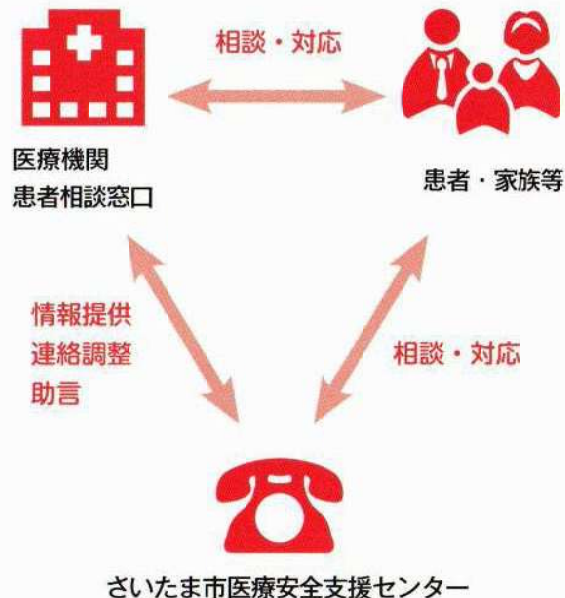 相談・対応
医療機関
患者相談窓口
患者・家族等
情報提供
連絡調整
助言
相談・対応
さいたま市医療安全支援センター